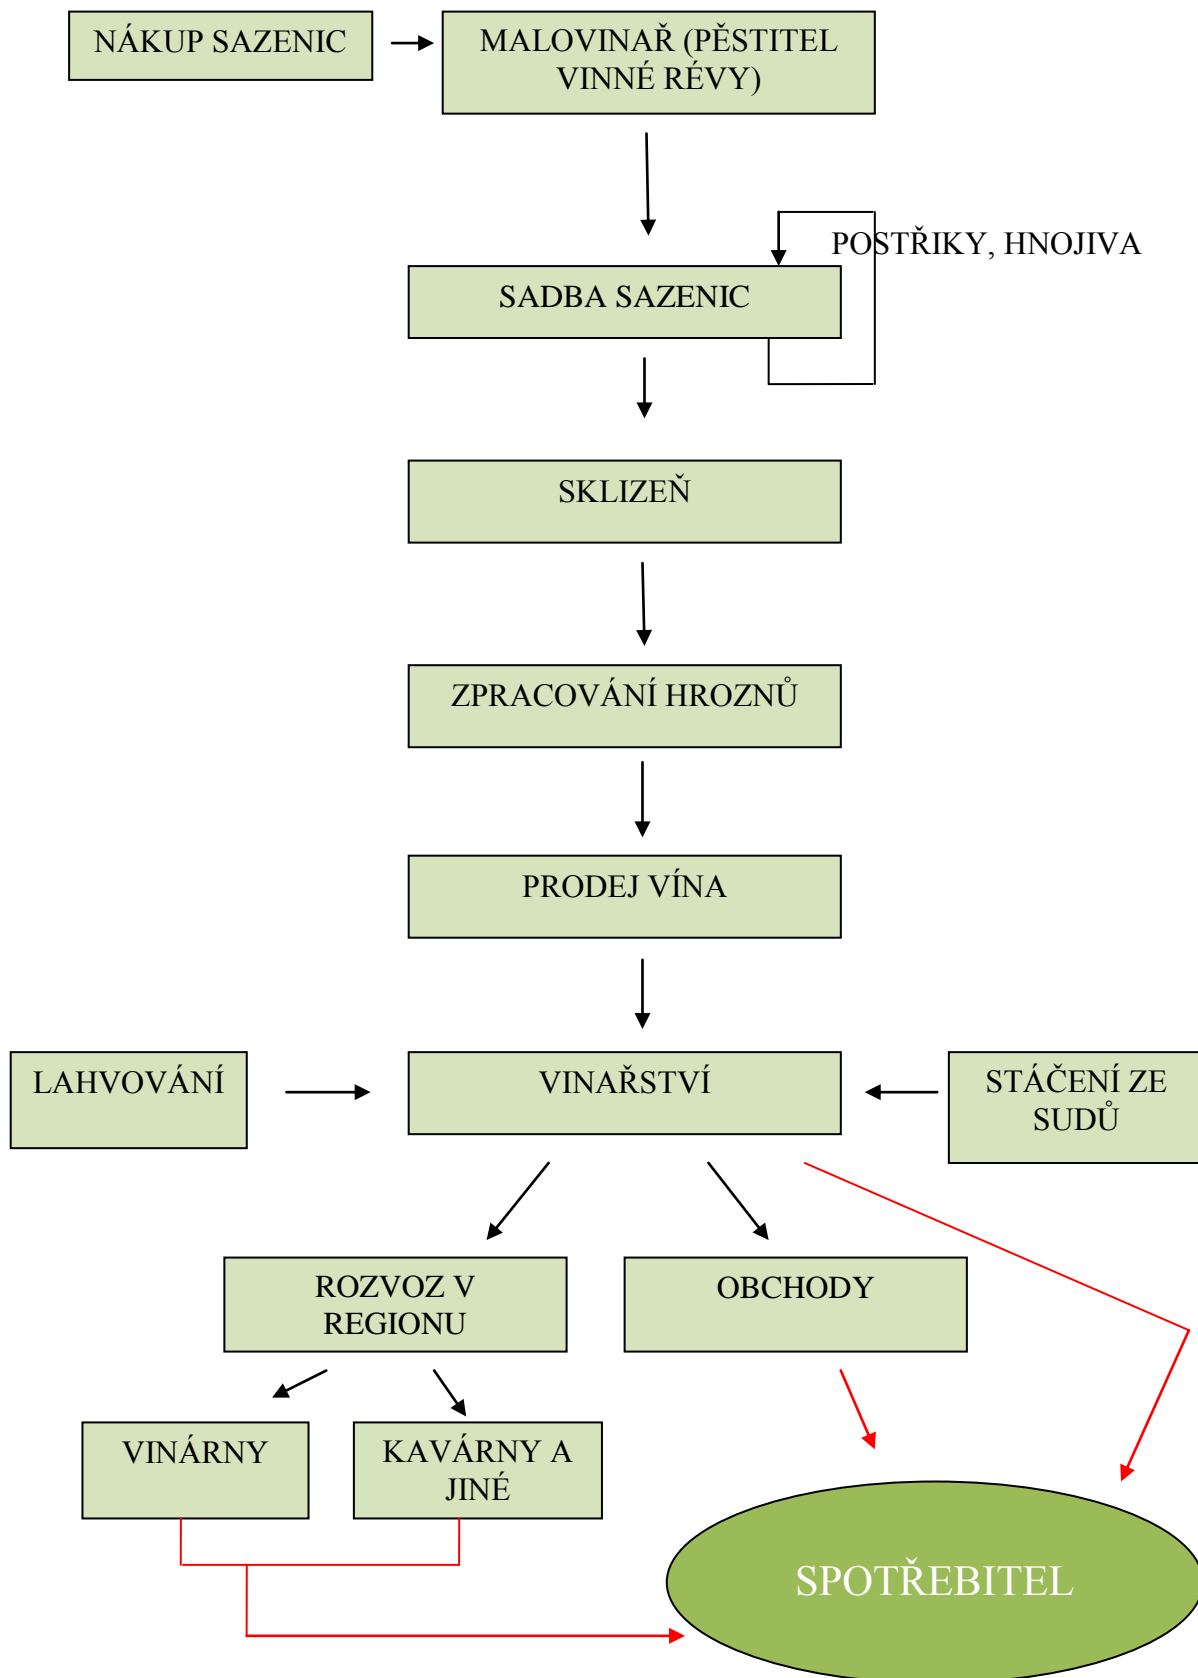 NÁKUP SAZENIC
MALOVINAŘ (PĚSTITEL
VINNÉ RÉVY)
POSTŘIKY, HNOJIVA
SADBA SAZENIC
SKLIZEŇ
ZPRACOVÁNÍ HROZNŮ
PRODEJ VÍNA
LAHVOVÁNÍ
VINAŘSTVÍ
STÁČENÍ ZE
SUDŮ
ROZVOZ V
REGIONU
OBCHODY
VINÁRNY
KAVÁRNY A
JINÉ
SPOTŘEBITEL